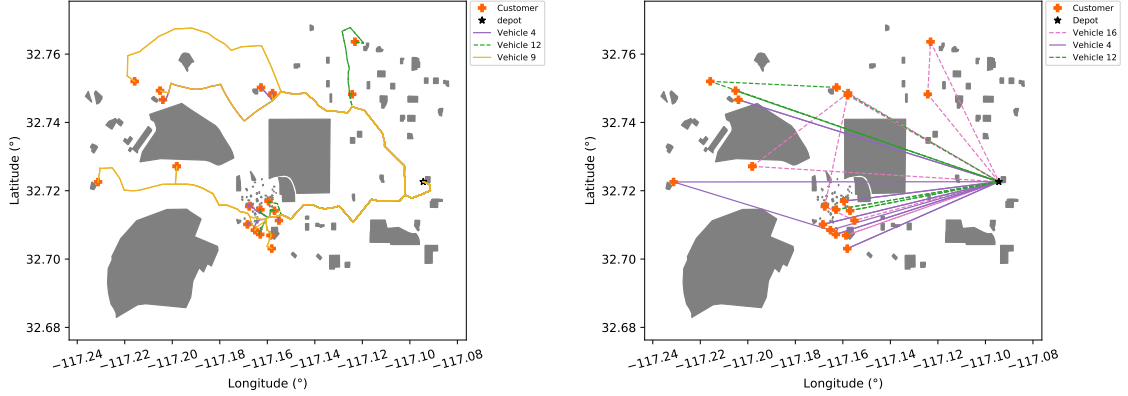 Customer
depot
Vehicle 4
Vehicle 12
Vehicle 9
32.76
32.74
32.72
32.70
32.68
Latitude (°)
−117.24
−117.22
−117.20
−117.18
−117.16
−117.14
−117.12
−117.10
−117.08
Longitude (°)
Customer
Depot
Vehicle 16
Vehicle 4
Vehicle 12
32.76
32.74
32.72
32.70
32.68
Latitude (°)
−117.24
−117.22
−117.20
−117.18
−117.16
−117.14
−117.12
−117.10
−117.08
Longitude (°)